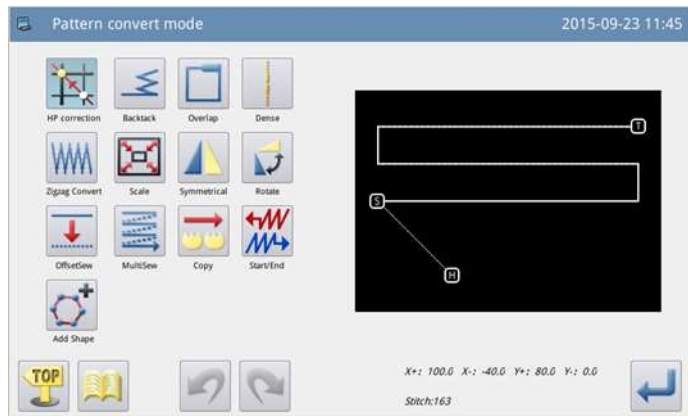 Pattern convert mode 2015-09-23 11:45
HP correction Backtack Overlap Dense
Zigzag Convert Scale Symmetrical Rotate
OffsetSew MultiSew Copy Start/End
Add Shape
T
S
H
TOP
X+: 100.0 X-: -40.0 Y+: 80.0 Y-: 0.0
Stitch:163